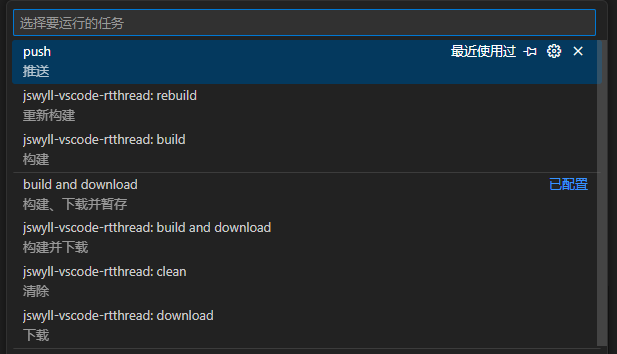 选择要运行的任务
push 最近使用过
推送
jswyll-vscode-rtthread: rebuild
重新构建
jswyll-vscode-rtthread: build
构建
build and download 已配置
构建、下载并暂存
jswyll-vscode-rtthread: build and download
构建并下载
jswyll-vscode-rtthread: clean
清除
jswyll-vscode-rtthread: download
下载